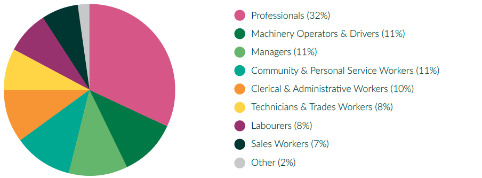 Professionals (32%)
Machinery Operators & Drivers (11%)
Managers (11%)
Community & Personal Service Workers (11%)
Clerical & Administrative Workers (10%)
Technicians & Trades Workers (8%)
Labourers (8%)
Sales Workers (7%)
Other (2%)